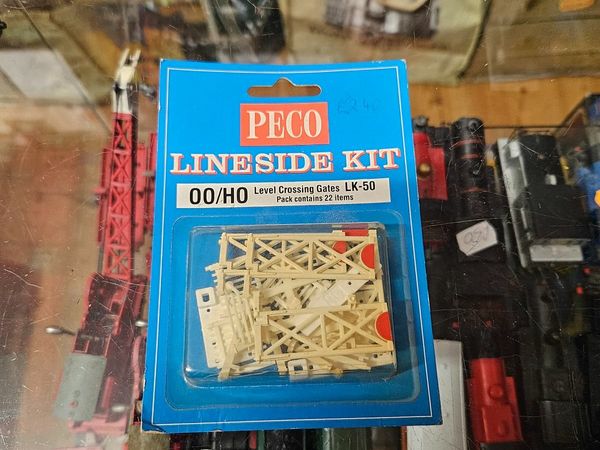 £2.40
PECO
LINESIDE KIT
OO/HO Level Crossing Gates LK-50
Pack contains 22 items